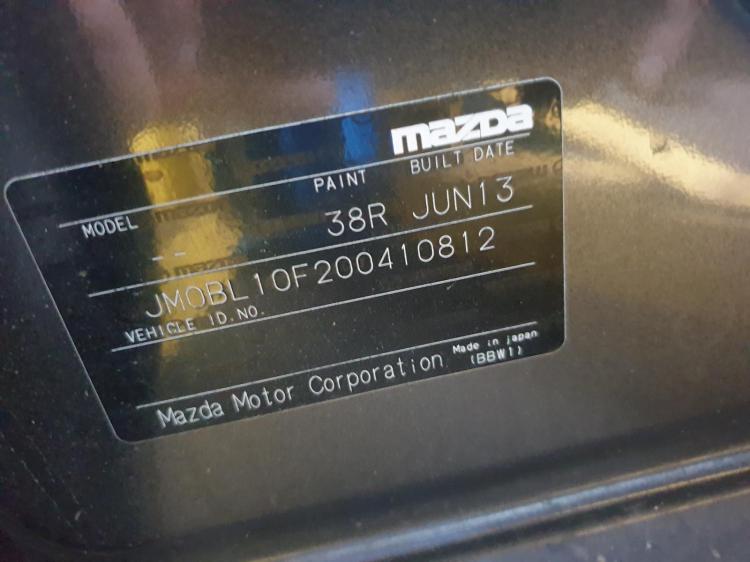 mazda
MODEL PAINT BUILT DATE
-- 38R JUN13
JM0BL10F200410812
VEHICLE ID.NO.
Mazda Motor Corporation Made in japan
(BBW1)